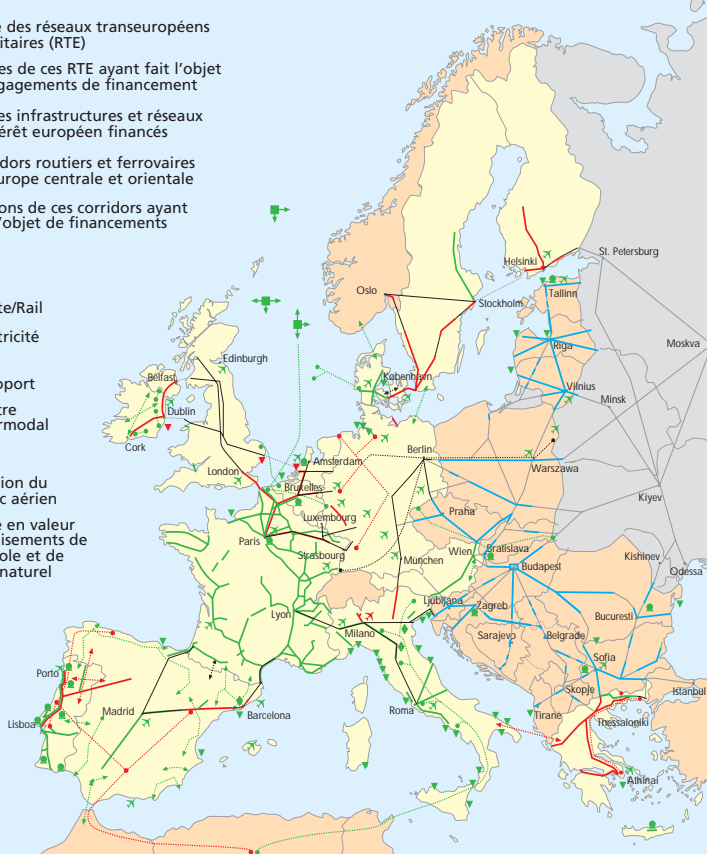 des réseaux transeuropéens
itaires (RTE)
es de ces RTE ayant fait l'objet
gagements de financement
es infrastructures et réseaux
érêt européen financés
dors routiers et ferrovaires
urope centrale et orientale
ons de ces corridors ayant
l'objet de financements
te/Rail
tricité
port
tre
rmodal
ion du
c aérien
e en valeur
isements de
ole et de
naturel
St. Petersburg
Helsinki
Oslo
Tallinn
Stockholm
Moskva
Riga
Edinburgh
København
Belfast
Vilnius
Dublin
Minsk
Cork
Berlin
Amsterdam
London
Warszawa
Bruxelles
Kiyev
Luxembourg
Praha
Paris
Strasbourg
Wien
Bratislava
München
Kishinev
Budapest
Odessa
Ljubljana
Zagreb
Lyon
Bucuresti
Milano
Sarajevo
Belgrade
Sofia
Porto
Skopje
Istanbul
Madrid
Roma
Barcelona
Tirane
Lisboa
Thessaloniki
Athinai